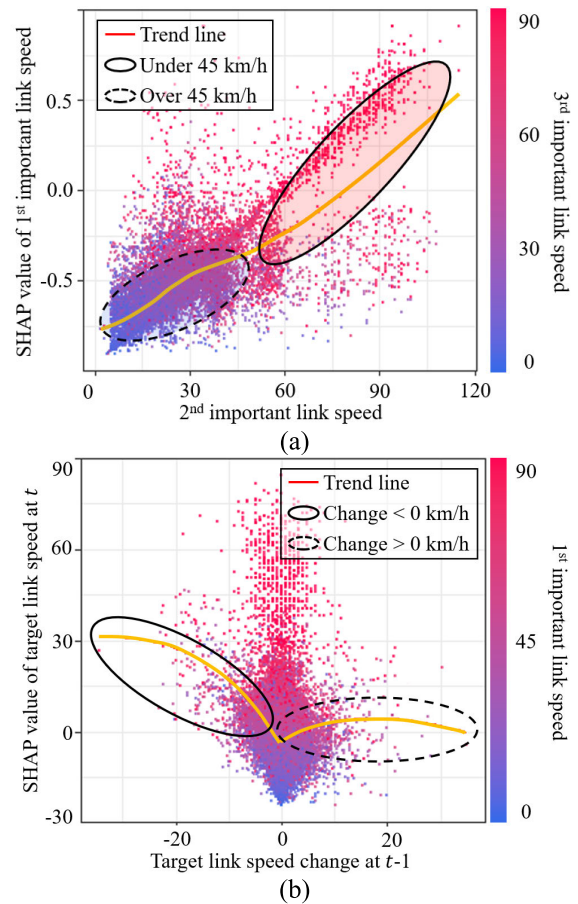 Trend line
Under 45 km/h
Over 45 km/h
SHAP value of 1st important link speed
0.5
0.0
-0.5
0
30
60
90
120
2nd important link speed
90
60
30
0
3rd important link speed
(a)
Trend line
Change < 0 km/h
Change > 0 km/h
SHAP value of target link speed at t
90
60
30
0
-30
-20
0
20
Target link speed change at t-1
90
45
0
1st important link speed
(b)